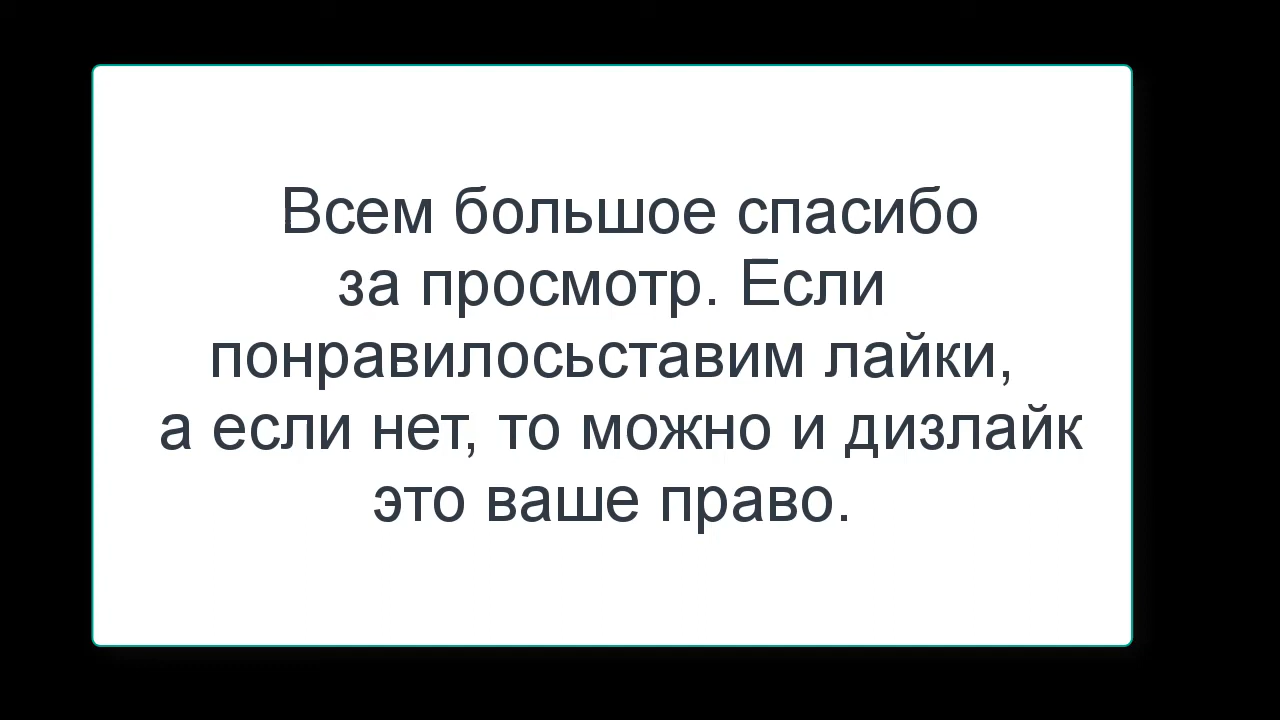 Всем большое спасибо
за просмотр. Если
понравилосьставим лайки,
а если нет, то можно и дизлайк
это ваше право.